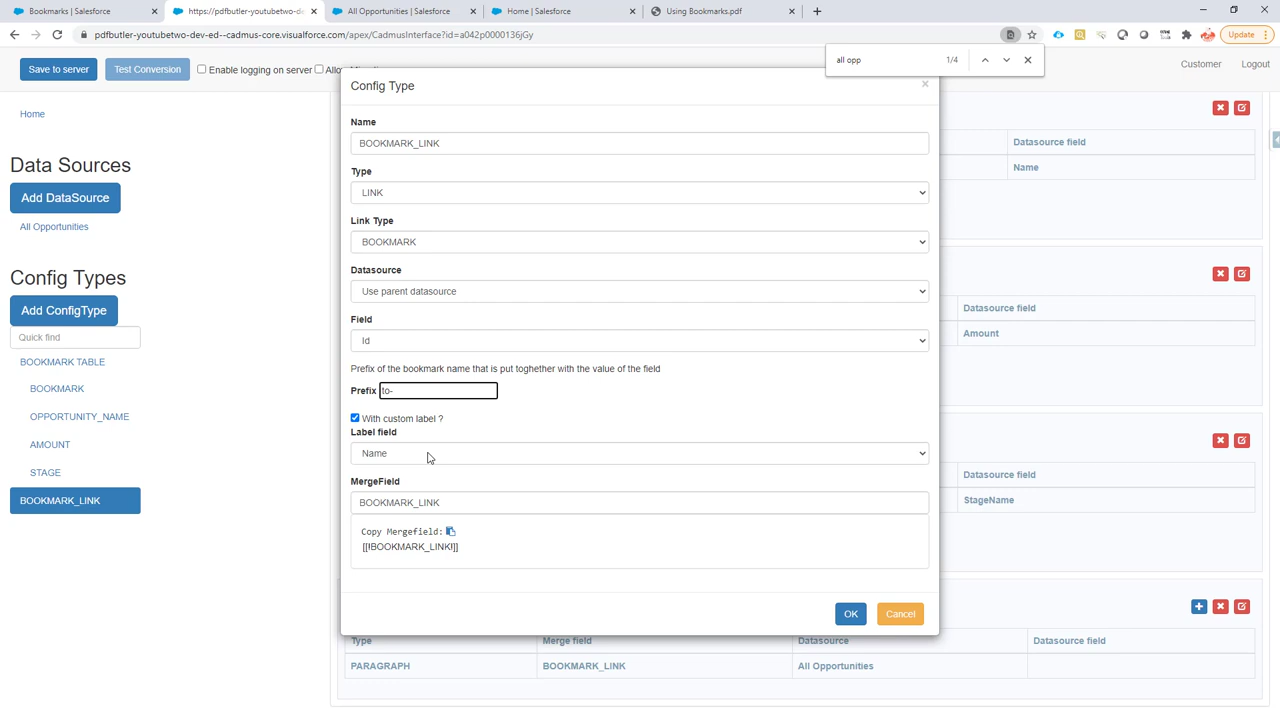 Bookmarks | Salesforce
https://pdfbutler-youtubetwo-de
All Opportunities | Salesforce
Home | Salesforce
Using Bookmarks.pdf
pdfbutler-youtubetwo-dev-ed--cadmus-core.visualforce.com/apex/CadmusInterface?id=a042p0000136jGy
Update
all opp
1/4
Save to server
Test Conversion
Enable logging on server
Customer
Logout
Home
Data Sources
Add DataSource
All Opportunities
Config Types
Add ConfigType
Quick find
BOOKMARK TABLE
BOOKMARK
OPPORTUNITY_NAME
AMOUNT
STAGE
BOOKMARK_LINK
Config Type
Name
BOOKMARK_LINK
Type
LINK
Link Type
BOOKMARK
Datasource
Use parent datasource
Field
Id
Prefix of the bookmark name that is put toghether with the value of the field
Prefix
to-
With custom label ?
Label field
Name
MergeField
BOOKMARK_LINK
Copy Mergefield:
[[!BOOKMARK_LINK!]]
OK
Cancel
Datasource field
Name
Datasource field
Amount
Datasource field
StageName
Type
Merge field
Datasource
Datasource field
PARAGRAPH
BOOKMARK_LINK
All Opportunities